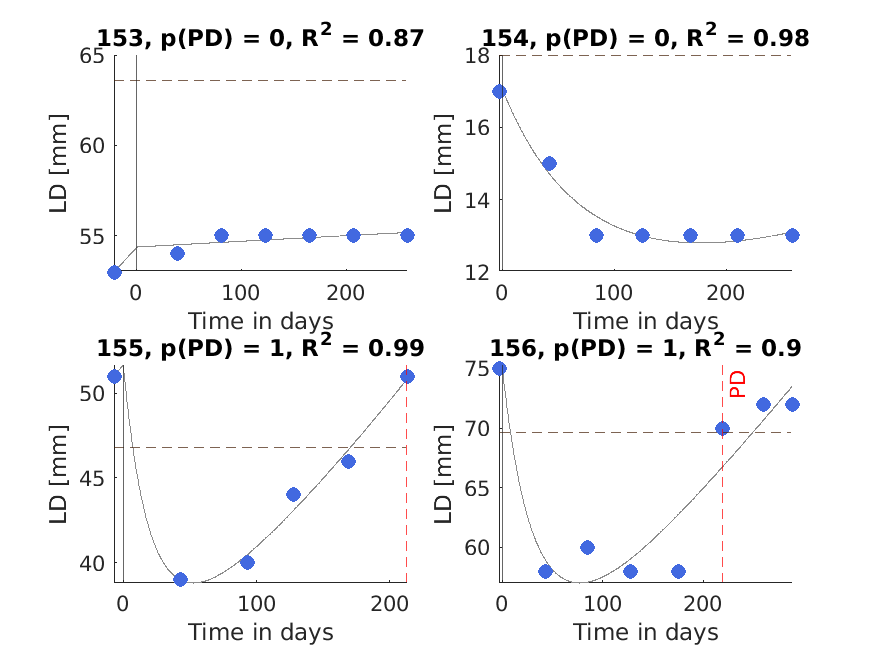 153, p(PD) = 0, R² = 0.87
65
60
55
LD [mm]
0
100
200
Time in days
154, p(PD) = 0, R² = 0.98
18
16
14
12
LD [mm]
0
100
200
Time in days
155, p(PD) = 1, R² = 0.99
50
45
40
LD [mm]
0
100
200
Time in days
156, p(PD) = 1, R² = 0.9
75
70
65
60
LD [mm]
PD
0
100
200
Time in days